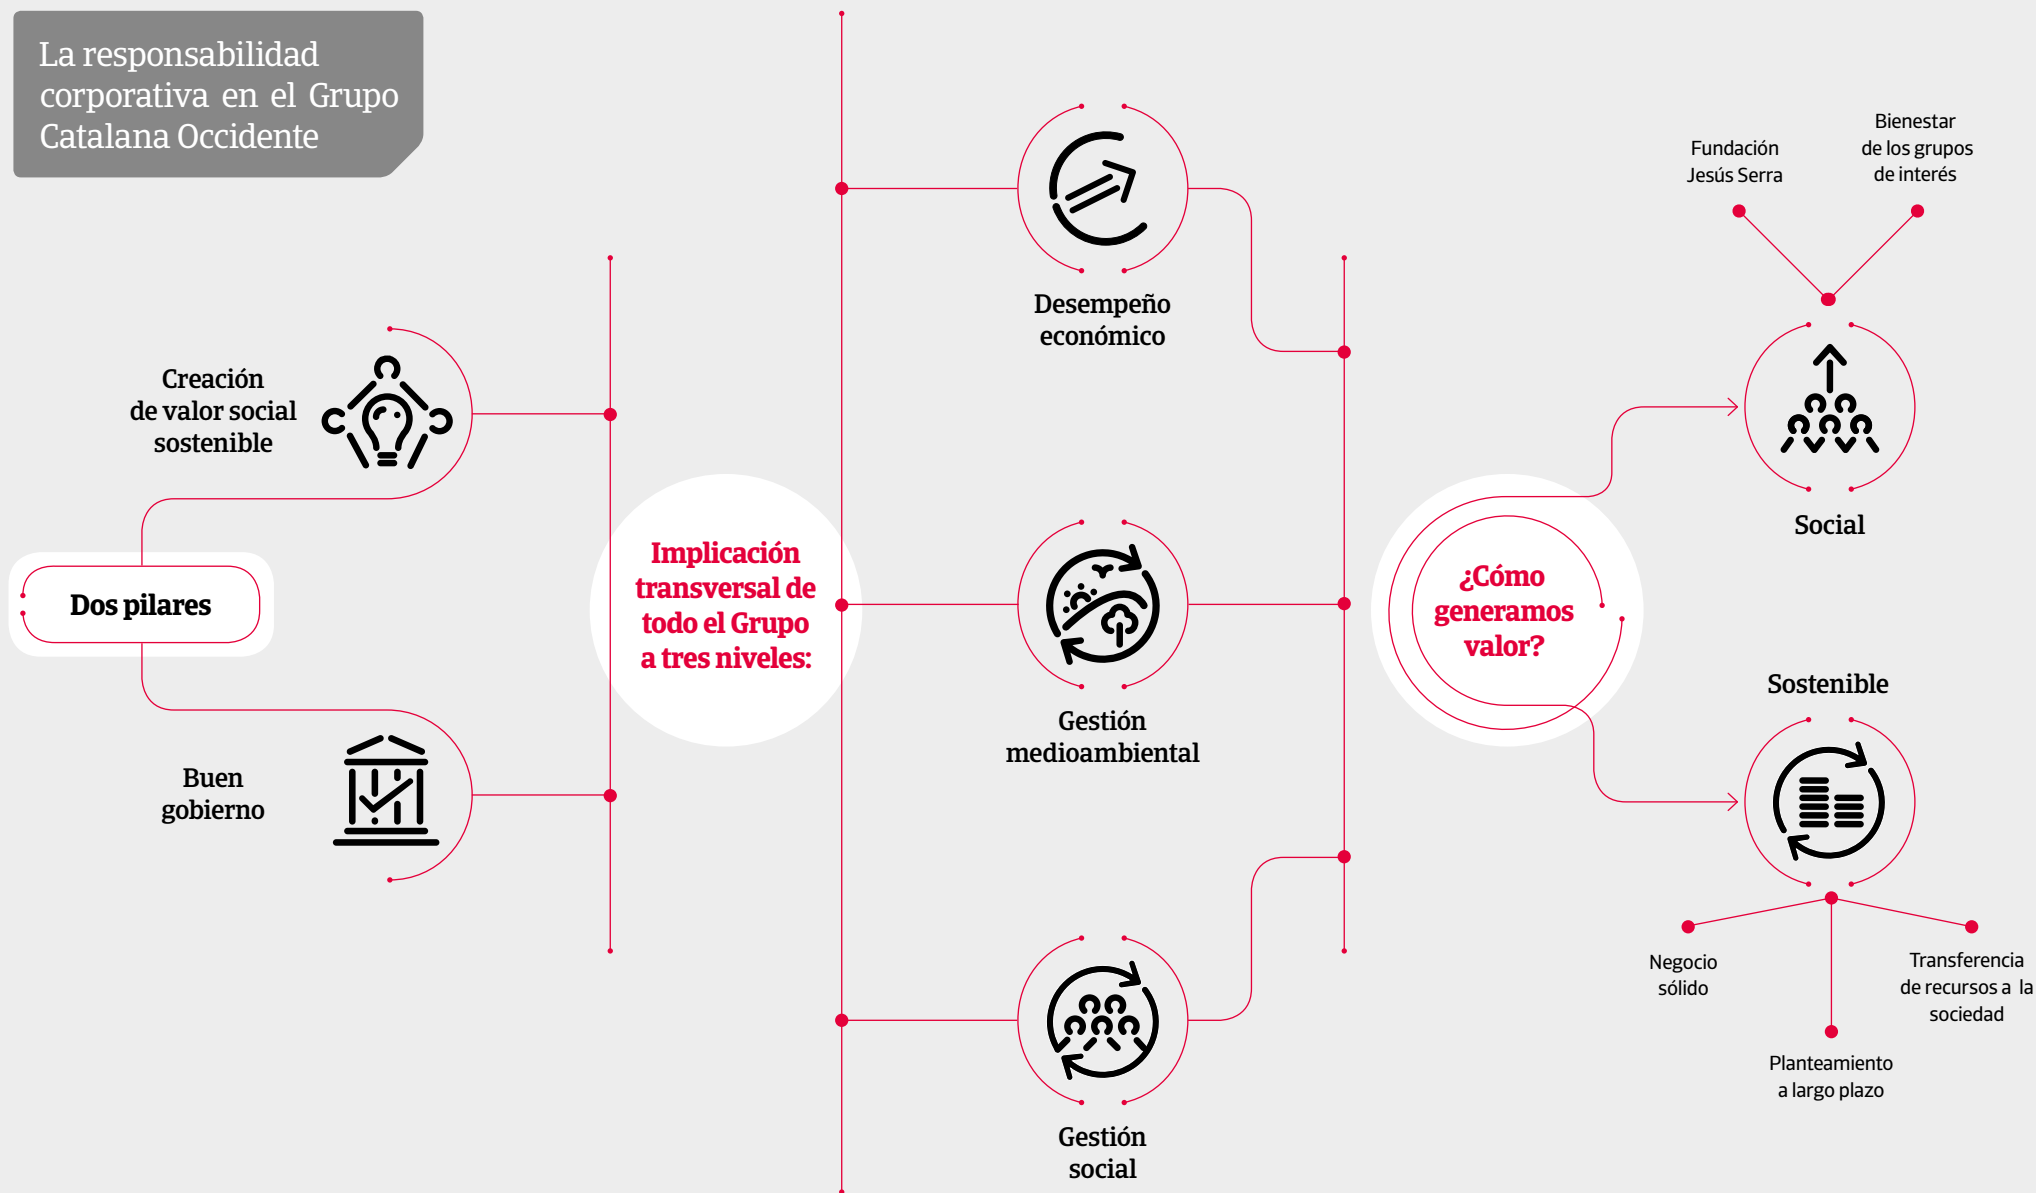 La responsabilidad
corporativa en el Grupo
Catalana Occidente
Creación
de valor social
sostenible
Dos pilares
Buen
gobierno
Implicación
transversal de
todo el Grupo
a tres niveles:
Desempeño
económico
Gestión
medioambiental
Gestión
social
¿Cómo
generamos
valor?
Fundación
Jesús Serra
Bienestar
de los grupos
de interés
Social
Sostenible
Negocio
sólido
Planteamiento
a largo plazo
Transferencia
de recursos a la
sociedad